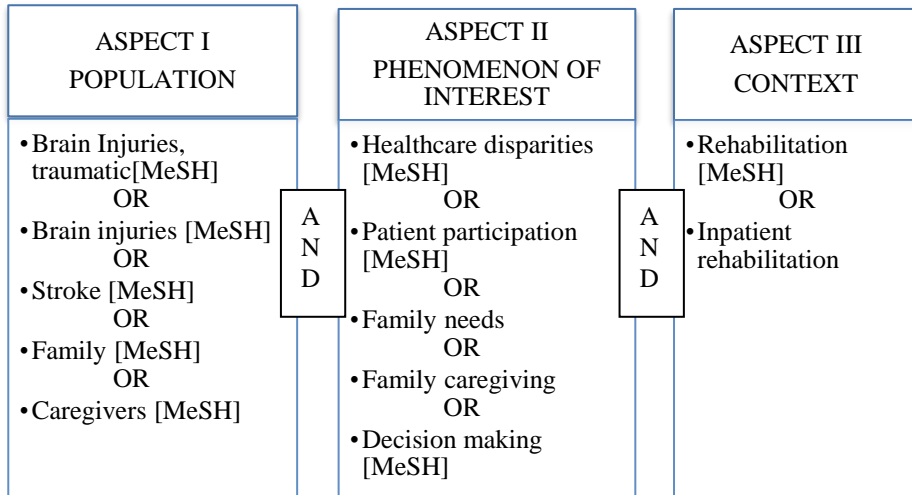 ASPECT I
POPULATION
•Brain Injuries,
traumatic[MeSH]
OR
•Brain injuries [MeSH]
OR
•Stroke [MeSH]
OR
•Family [MeSH]
OR
•Caregivers [MeSH]
A
N
D
ASPECT II
PHENOMENON OF
INTEREST
•Healthcare disparities
[MeSH]
OR
•Patient participation
[MeSH]
OR
•Family needs
OR
•Family caregiving
OR
•Decision making
[MeSH]
A
N
D
ASPECT III
CONTEXT
•Rehabilitation
[MeSH]
OR
•Inpatient
rehabilitation